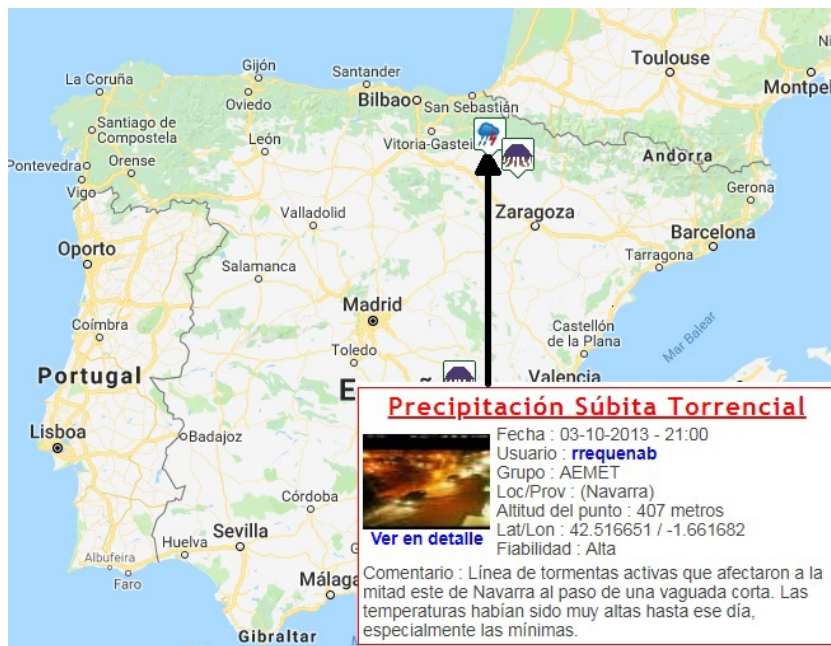 Toulouse
Montpel
Ni
Gijón
La Coruña
Santander
Oviedo
Bilbao
San Sebastián
Santiago de
Compostela
León
Vitoria-Gastei
Pontevedra
Orense
Andorra
Vigo
Gerona
Valladolid
Zaragoza
Oporto
Barcelona
Salamanca
Tarragona
Madrid
Coímbra
Castellón
de la Plana
Mar Balear
Toledo
Portugal
E
Valencia
Lisboa
Badajoz
Córdoba
Huelva
Sevilla
Albufeira
Faro
Málaga
Gibraltar
Precipitación Súbita Torrencial
Fecha : 03-10-2013 - 21:00
Usuario : rrequenab
Grupo : AEMET
Loc/Prov : (Navarra)
Altitud del punto : 407 metros
Lat/Lon : 42.516651 / -1.661682
Fiabilidad : Alta
Ver en detalle
Comentario : Línea de tormentas activas que afectaron a la
mitad este de Navarra al paso de una vaguada corta. Las
temperaturas habían sido muy altas hasta ese día,
especialmente las mínimas.